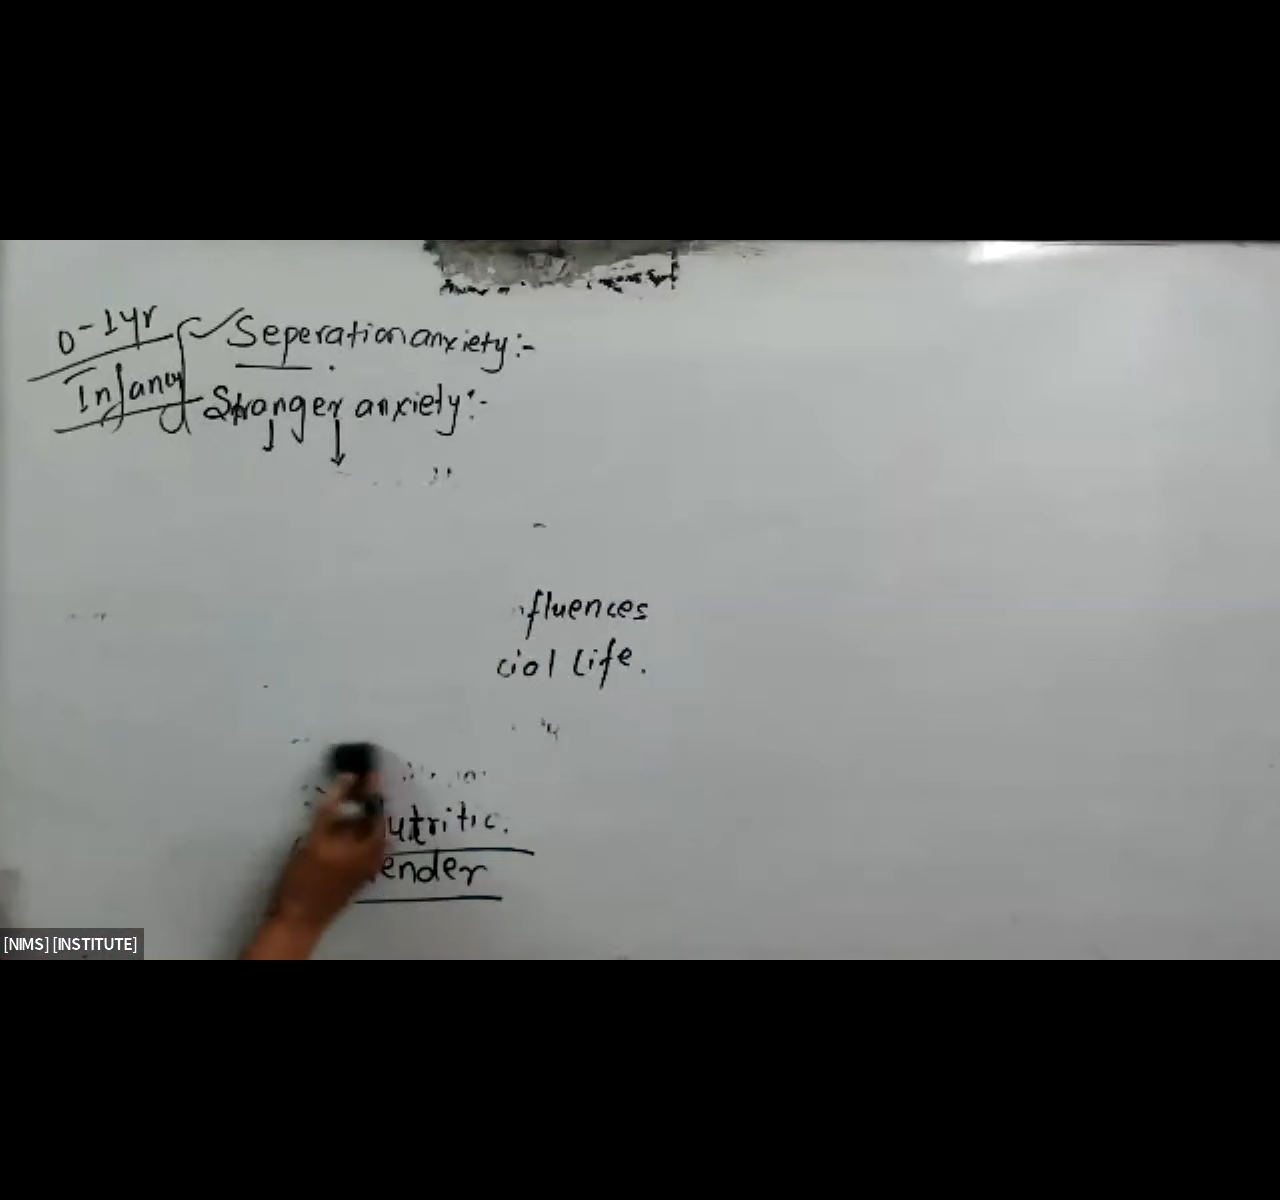 0-1yr
Infancy
Seperation anxiety:-
Stranger anxiety:-
fluences
cial life.
utritic.
ender
[NIMS] [INSTITUTE]